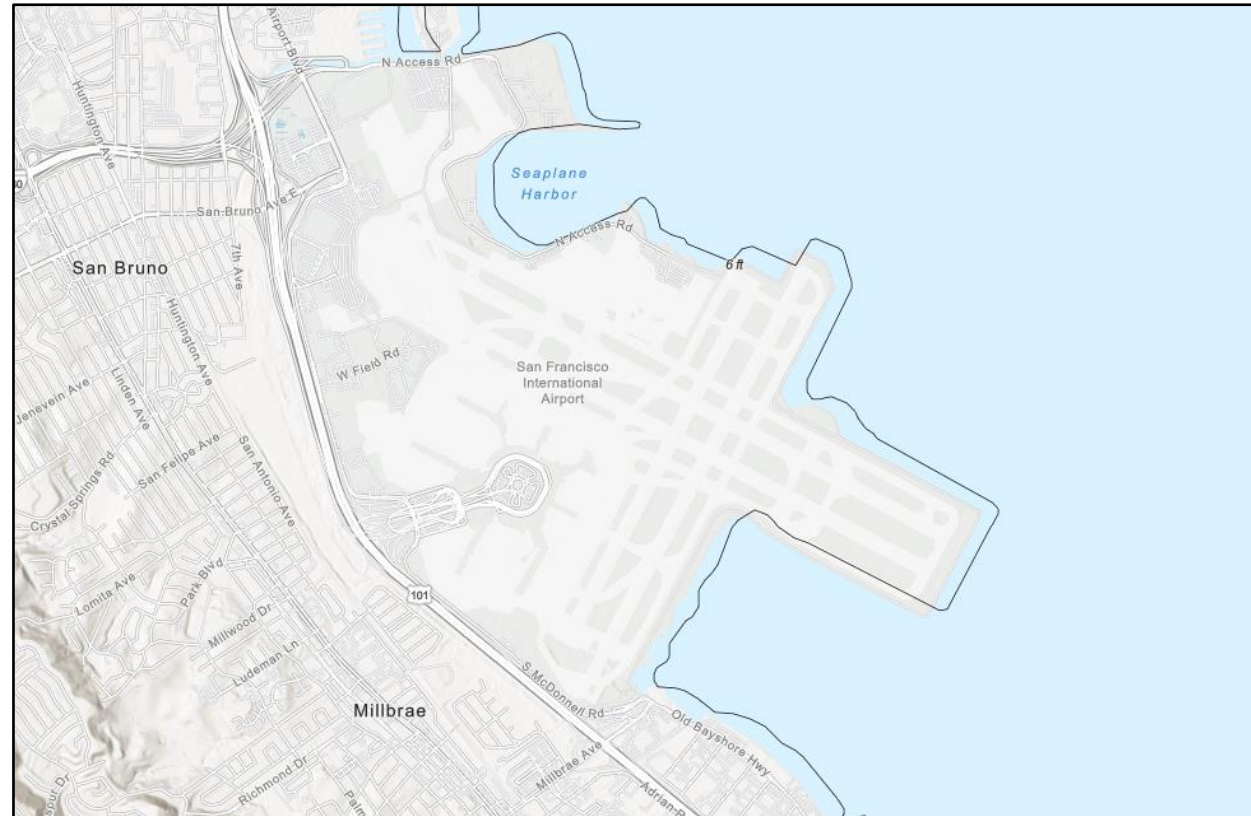 Airport Blvd
N Access Rd
Huntington Ave
Seaplane
Harbor
San Bruno Ave E
7th Ave
N Access Rd
6 ft
San Bruno
Huntington Ave
W Field Rd
San Francisco
International
Airport
Jenevein Ave
Linden Ave
San Felipe Ave
San Antonio Ave
Crystal Springs Rd
Park Blvd
Lomita Ave
101
Millwood Dr
Ludeman Ln
S McDonnell Rd
Millbrae
Old Bayshore Hwy
Millbrae Ave
Richmond Dr